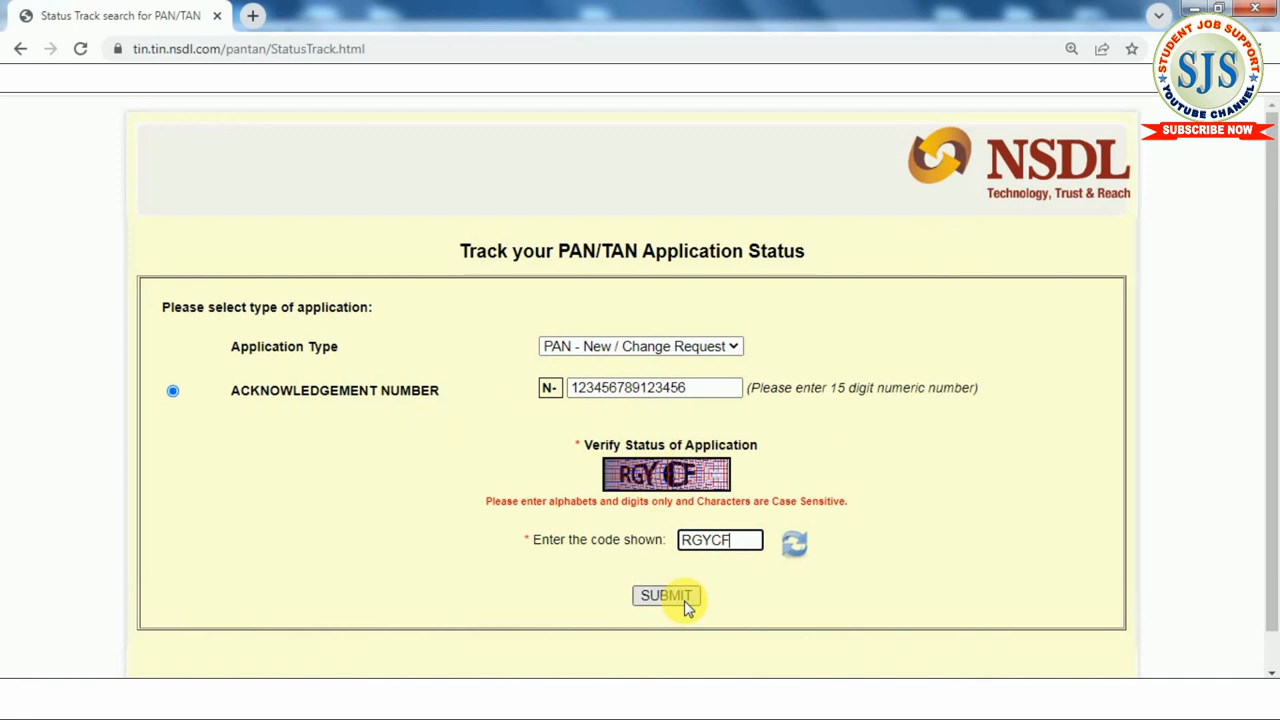 Status Track search for PAN/TAN
tin.tin.nsdl.com/pantan/StatusTrack.html
STUDENT JOB SUPPORT
SJS
YOUTUBE CHANNEL
SUBSCRIBE NOW
NSDL
Technology, Trust & Reach
Track your PAN/TAN Application Status
Please select type of application:
Application Type PAN - New / Change Request
ACKNOWLEDGEMENT NUMBER N- 123456789123456 (Please enter 15 digit numeric number)
* Verify Status of Application
RGYCF
Please enter alphabets and digits only and Characters are Case Sensitive.
* Enter the code shown: RGYCF
SUBMIT